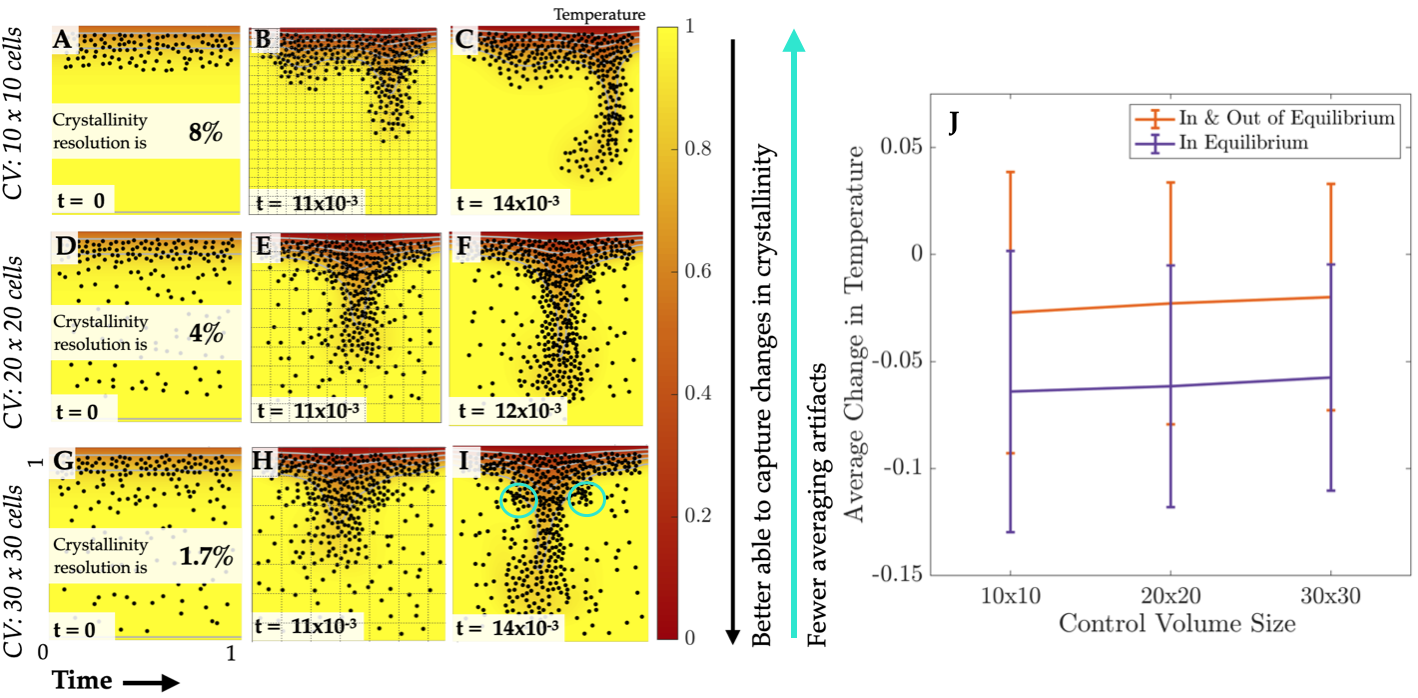 Temperature
CV: 10 x 10 cells
A
B
C
Crystallinity
resolution is
8%
t = 0
t = 11x10-3
t = 14x10-3
CV: 20 x 20 cells
D
E
F
Crystallinity
resolution is
4%
t = 0
t = 11x10-3
t = 12x10-3
CV: 30 x 30 cells
G
H
I
Crystallinity
resolution is
1.7%
t = 0
t = 11x10-3
t = 14x10-3
1
0
1
Time
1
0.8
0.6
0.4
0.2
0
Better able to capture changes in crystallinity
Fewer averaging artifacts
J
In & Out of Equilibrium
In Equilibrium
Average Change in Temperature
0.05
0
-0.05
-0.1
-0.15
10x10
20x20
30x30
Control Volume Size